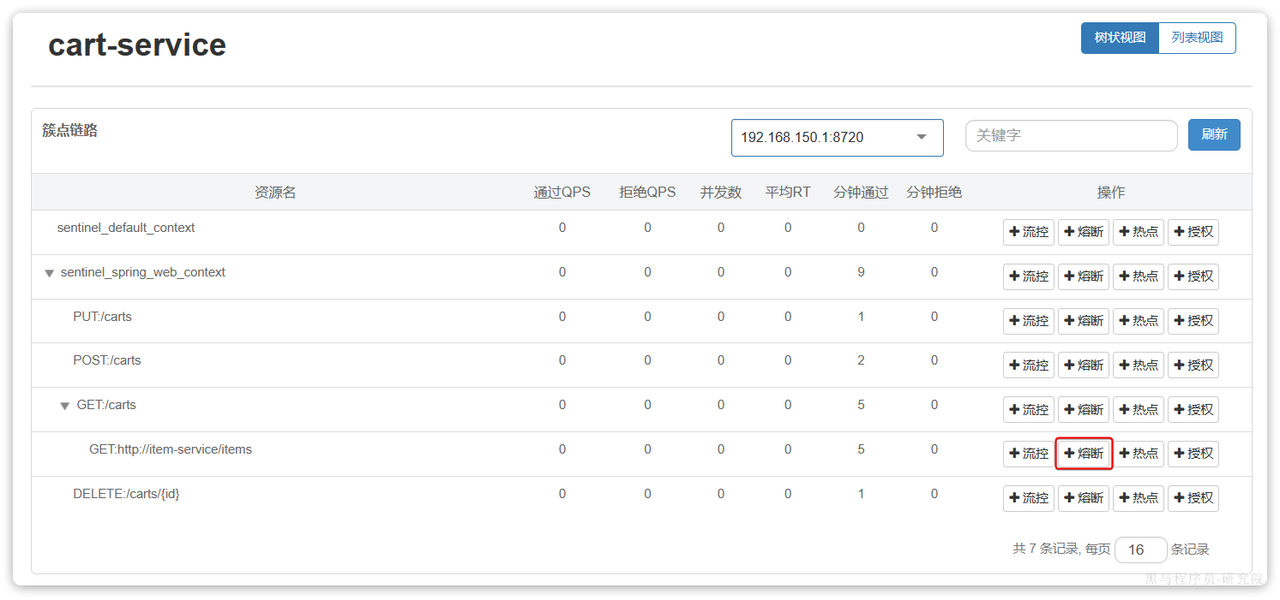 cart-service
树状视图 列表视图
簇点链路 192.168.150.1:8720 关键字 刷新
资源名 通过QPS 拒绝QPS 并发数 平均RT 分钟通过 分钟拒绝 操作
sentinel_default_context 0 0 0 0 0 0 +流控 +熔断 +热点 +授权
sentinel_spring_web_context 0 0 0 0 9 0 +流控 +熔断 +热点 +授权
PUT:/carts 0 0 0 0 1 0 +流控 +熔断 +热点 +授权
POST:/carts 0 0 0 0 2 0 +流控 +熔断 +热点 +授权
GET:/carts 0 0 0 0 5 0 +流控 +熔断 +热点 +授权
GET:http://item-service/items 0 0 0 0 5 0 +流控 +熔断 +热点 +授权
DELETE:/carts/{id} 0 0 0 0 1 0 +流控 +熔断 +热点 +授权
共 7 条记录, 每页 16 条记录
黑马程序员-研究院